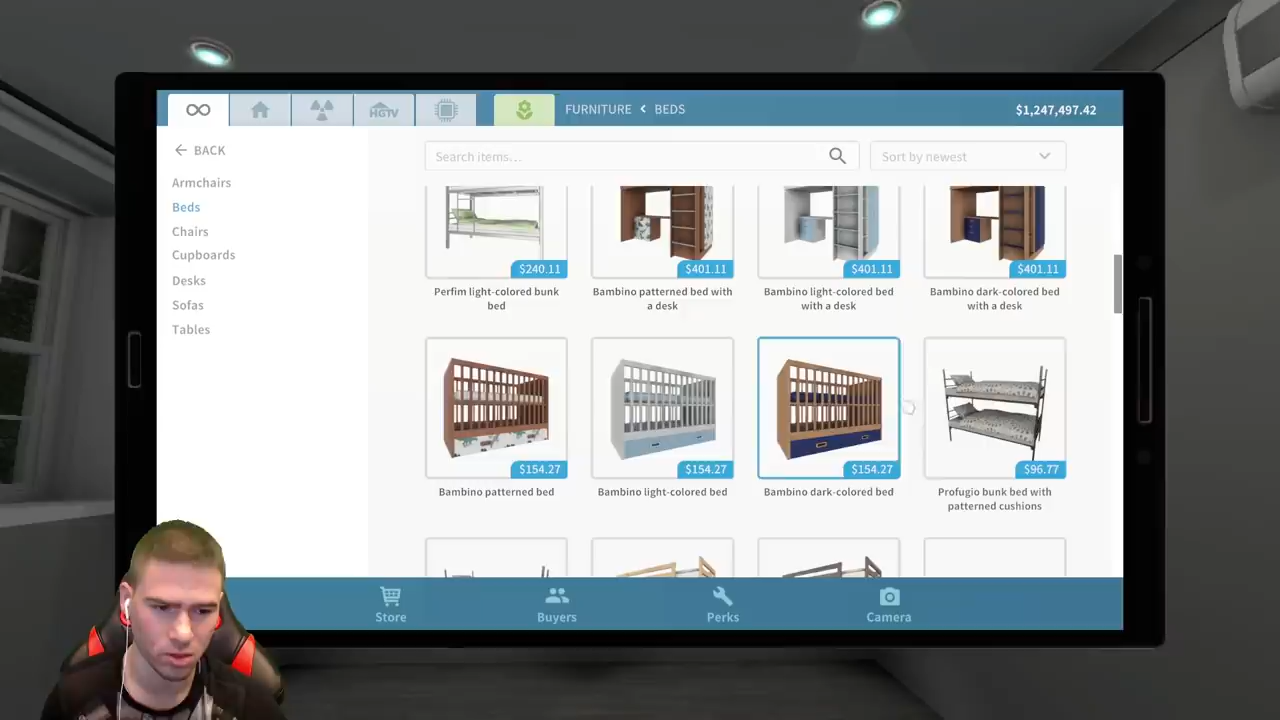 HGTV
FURNITURE < BEDS
$1,247,497.42
BACK
Search items...
Sort by newest
Armchairs
Beds
Chairs
Cupboards
Desks
Sofas
Tables
$240.11
$401.11
$401.11
$401.11
Perfim light-colored bunk
bed
Bambino patterned bed with
a desk
Bambino light-colored bed
with a desk
Bambino dark-colored bed
with a desk
$154.27
$154.27
$154.27
$96.77
Bambino patterned bed
Bambino light-colored bed
Bambino dark-colored bed
Profugio bunk bed with
patterned cushions
Store
Buyers
Perks
Camera